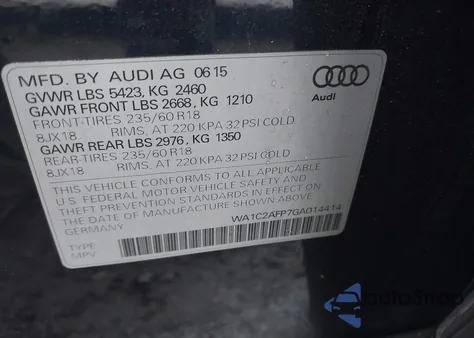 MFD. BY AUDI AG 06 15
GVWR LBS 5423, KG 2460
GAWR FRONT LBS 2668, KG 1210
FRONT-TIRES 235/60 R18
8JX18 RIMS, AT 220 KPA 32 PSI COLD
GAWR REAR LBS 2976, KG 1350
REAR-TIRES 235/60 R18
8JX18 RIMS, AT 220 KPA 32 PSI COLD
THIS VEHICLE CONFORMS TO ALL APPLICABLE
U.S. FEDERAL MOTOR VEHICLE SAFETY AND
THEFT PREVENTION STANDARDS IN
EFFECT ON THE DATE OF
MANUFACTURE SHOWN ABOVE.
WA1C2AFP7GA014414
TYPE:
MPV
Audi
autoSnap